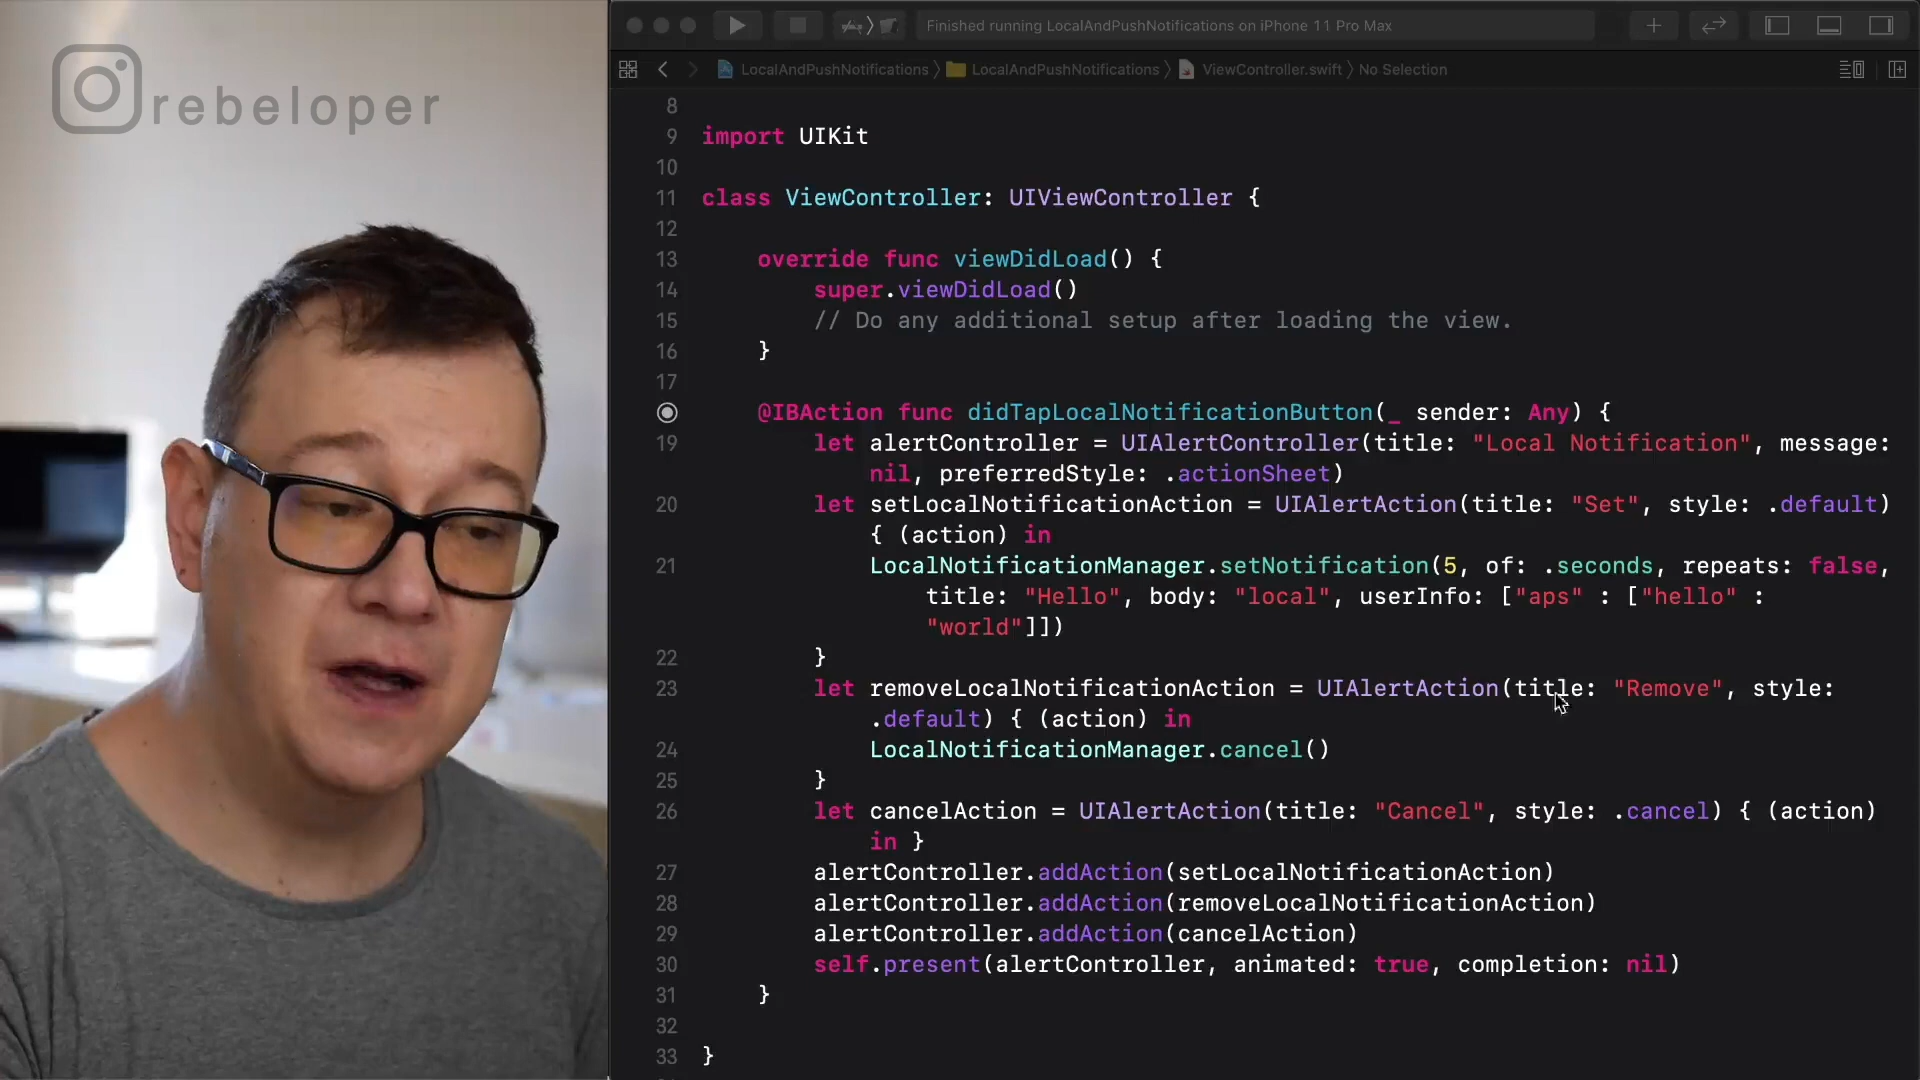 rebeloper
Finished running LocalAndPushNotifications on iPhone 11 Pro Max
LocalAndPushNotifications 〉 LocalAndPushNotifications 〉 ViewController.swift 〉 No Selection
8
9 import UIKit
10
11 class ViewController: UIViewController {
12
13 override func viewDidLoad() {
14 super.viewDidLoad()
15 // Do any additional setup after loading the view.
16 }
17
@IBAction func didTapLocalNotificationButton(_ sender: Any) {
19 let alertController = UIAlertController(title: "Local Notification", message:
nil, preferredStyle: .actionSheet)
20 let setLocalNotificationAction = UIAlertAction(title: "Set", style: .default)
{ (action) in
21 LocalNotificationManager.setNotification(5, of: .seconds, repeats: false,
title: "Hello", body: "local", userInfo: ["aps" : ["hello" :
"world"]])
22 }
23 let removeLocalNotificationAction = UIAlertAction(title: "Remove", style:
.default) { (action) in
24 LocalNotificationManager.cancel()
25 }
26 let cancelAction = UIAlertAction(title: "Cancel", style: .cancel) { (action)
in }
27 alertController.addAction(setLocalNotificationAction)
28 alertController.addAction(removeLocalNotificationAction)
29 alertController.addAction(cancelAction)
30 self.present(alertController, animated: true, completion: nil)
31 }
32
33 }